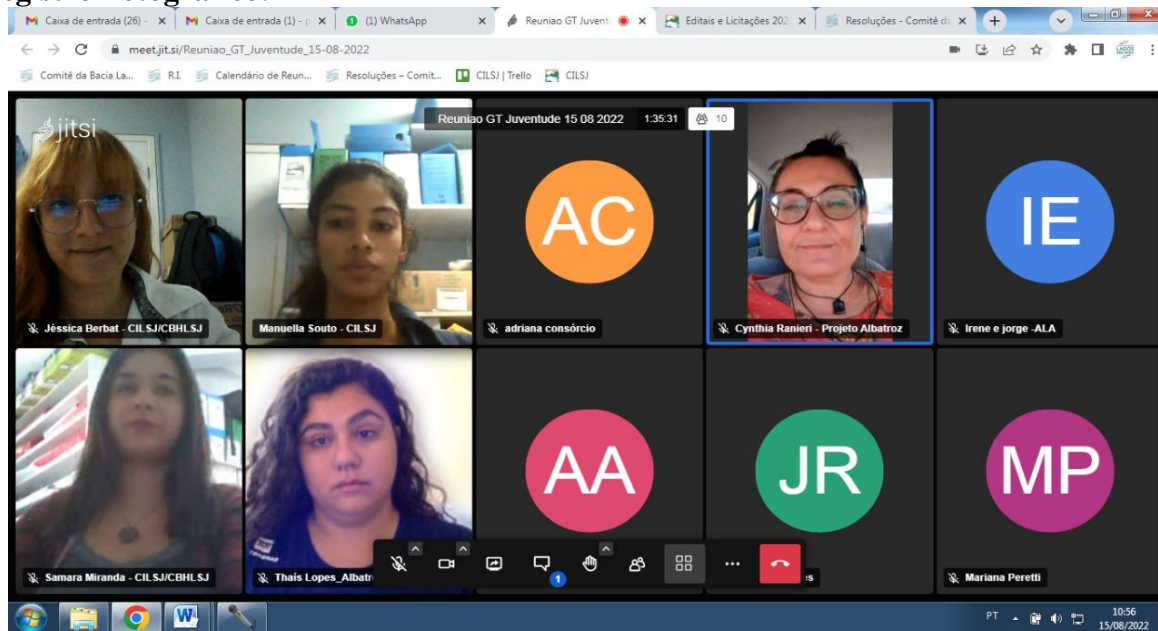 Caixa de entrada (26) -
Caixa de entrada (1) - p
(1) WhatsApp
Reuniao GT Juvent
Editais e Licitações 202
Resoluções - Comitê d
meet.jit.si/Reuniao_GT_Juventude_15-08-2022
Comitê da Bacia La...
R.I.
Calendário de Reun...
Resoluções – Comit...
CILSJ | Trello
CILSJ
jitsi
Reuniao GT Juventude 15 08 2022
1:35:31
10
AC
IE
Jéssica Berbat - CILSJ/CBHLSJ
Manuella Souto - CILSJ
adriana consórcio
Cynthia Ranieri - Projeto Albatroz
Irene e jorge -ALA
AA
JR
MP
1
Samara Miranda - CILSJ/CBHLSJ
Thaís Lopes_Albatr
Mariana Peretti
PT
10:56
15/08/2022